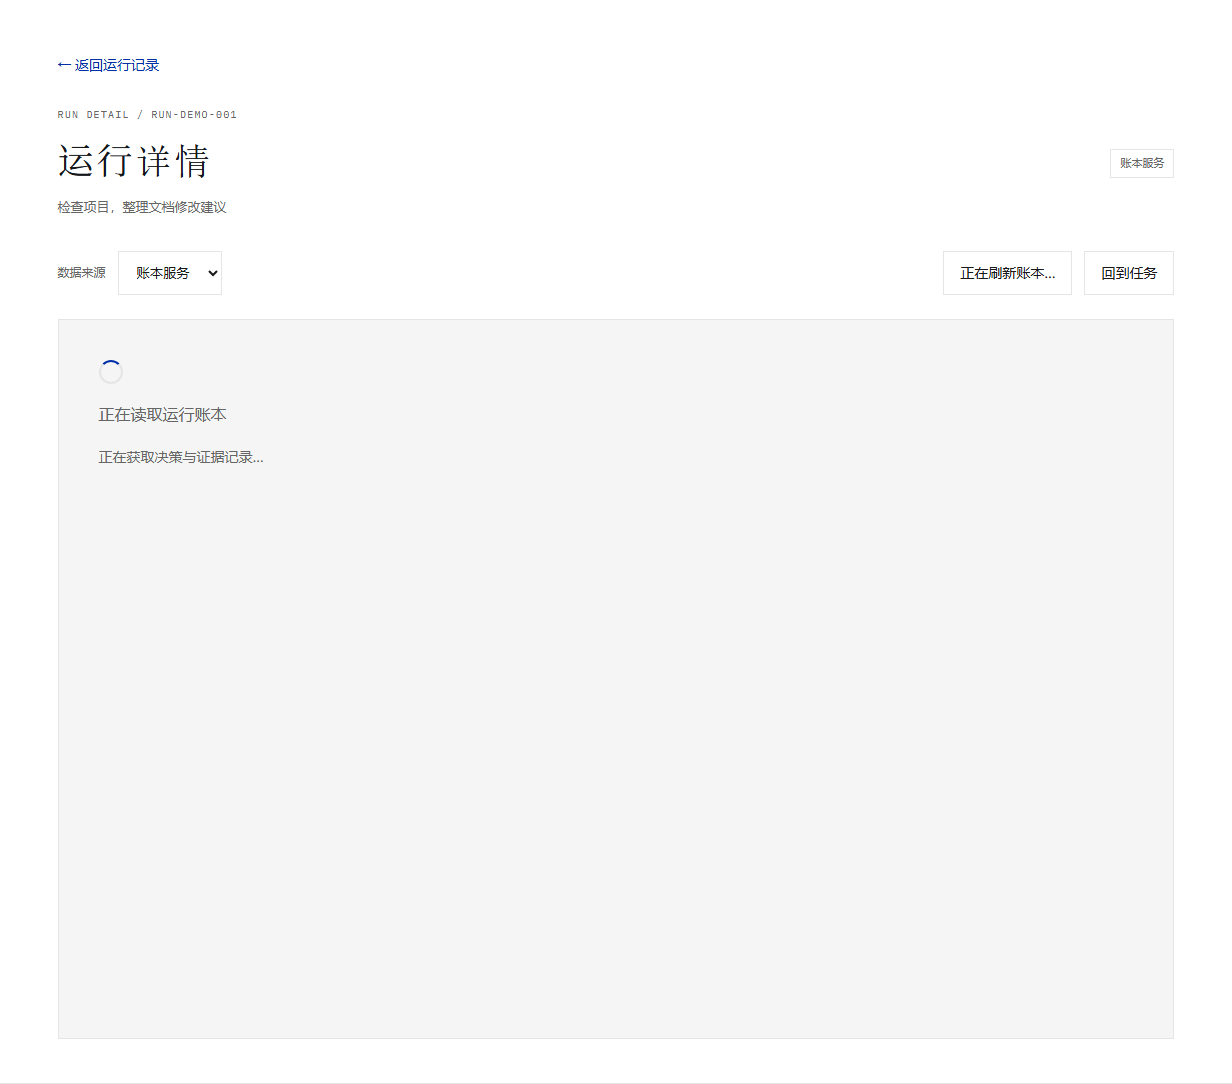 ← 返回运行记录
RUN DETAIL / RUN-DEMO-001
运行详情
账本服务
检查项目，整理文档修改建议
数据来源 账本服务 正在刷新账本... 回到任务
正在读取运行账本
正在获取决策与证据记录...